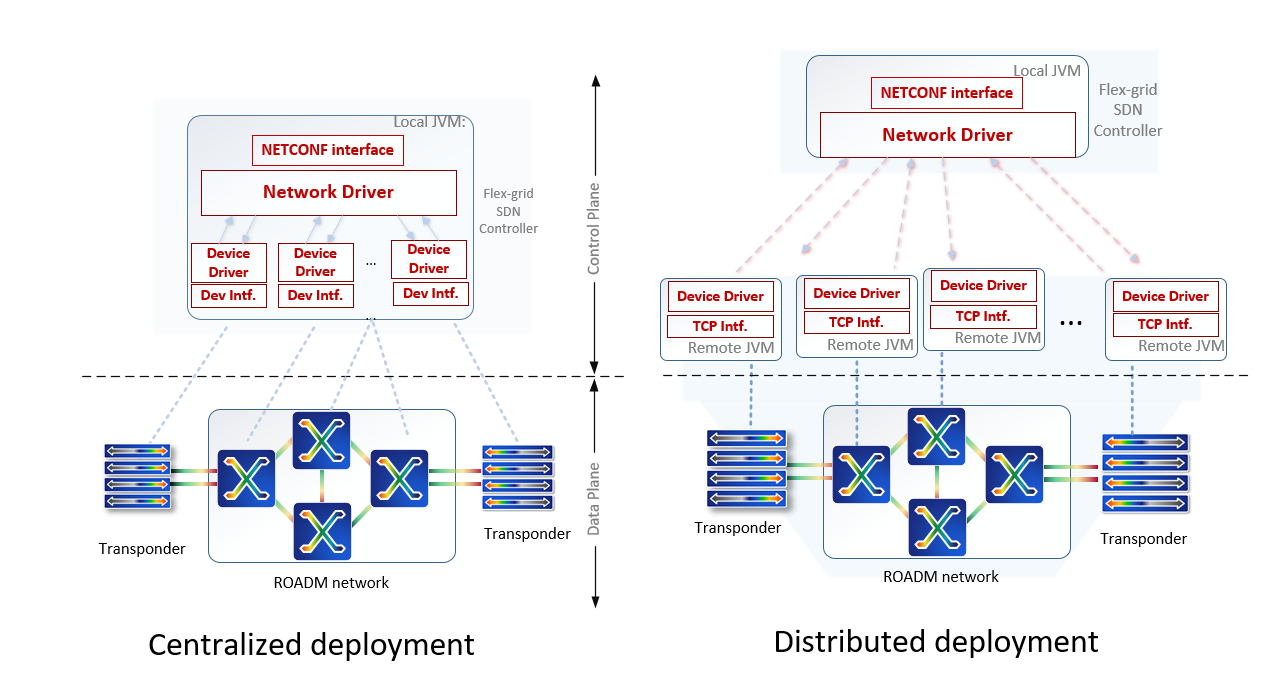 Local JVM:
NETCONF interface
Network Driver
Flex-grid
SDN
Controller
Device
Driver
Dev Intf.
Device
Driver
Dev Intf.
...
Device
Driver
Dev Intf.
...
Transponder
Transponder
ROADM network
Centralized deployment
Control Plane
Data Plane
Local JVM
NETCONF interface
Network Driver
Flex-grid
SDN
Controller
Device Driver
TCP Intf.
Remote JVM
Device Driver
TCP Intf.
Remote JVM
Device Driver
TCP Intf.
Remote JVM
...
Device Driver
TCP Intf.
Remote JVM
Transponder
Transponder
ROADM network
Distributed deployment